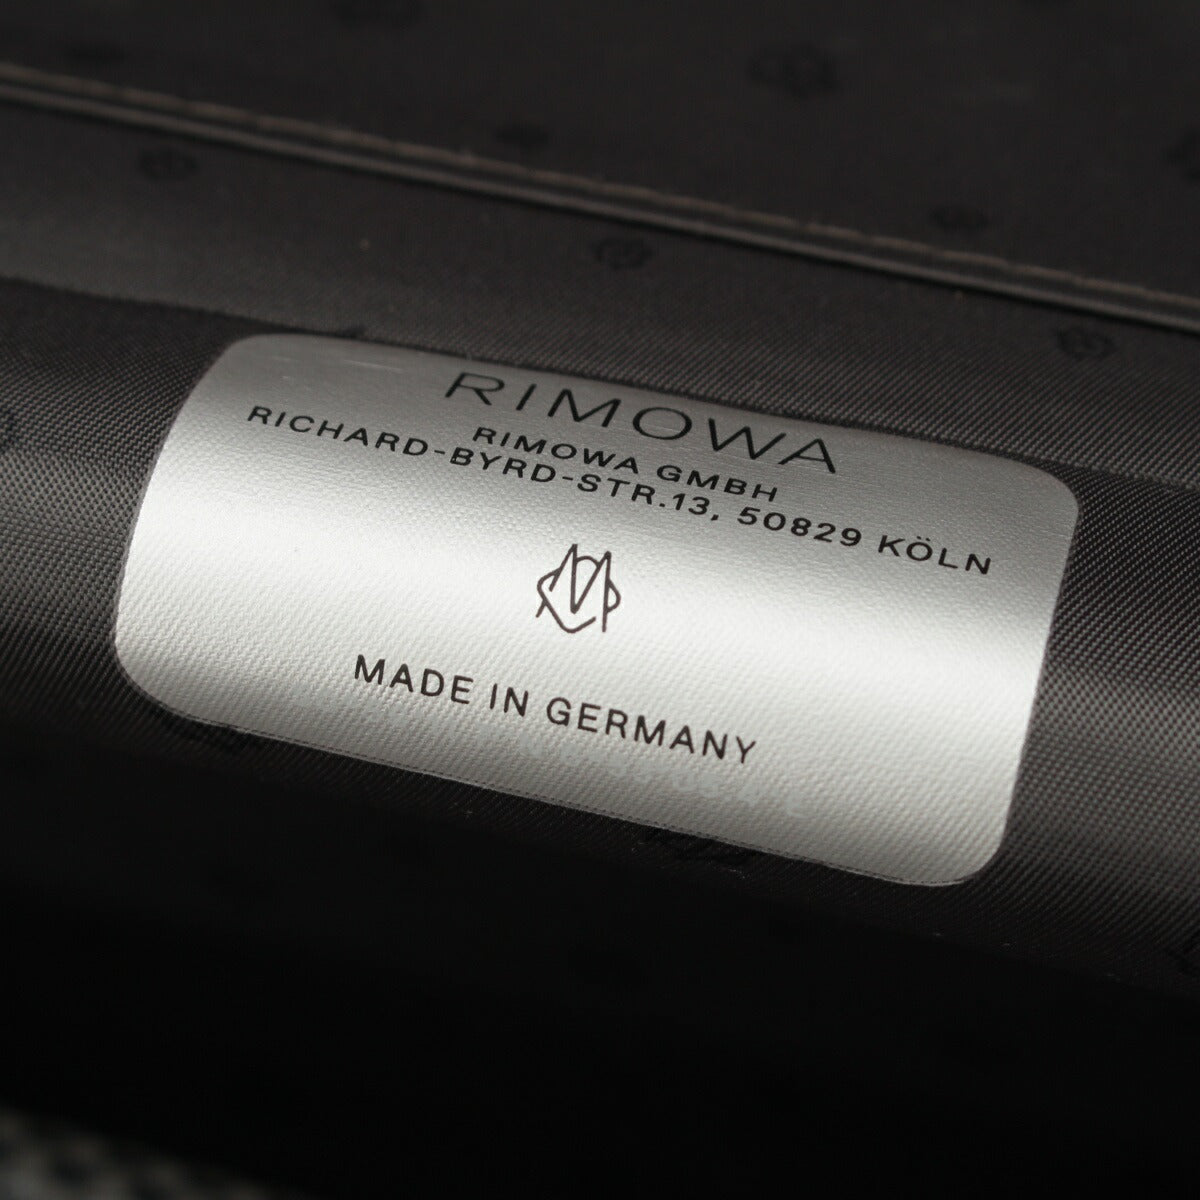 RIMOWA
RIMOWA GMBH
RICHARD-BYRD-STR.13, 50829 KÖLN
MADE IN GERMANY